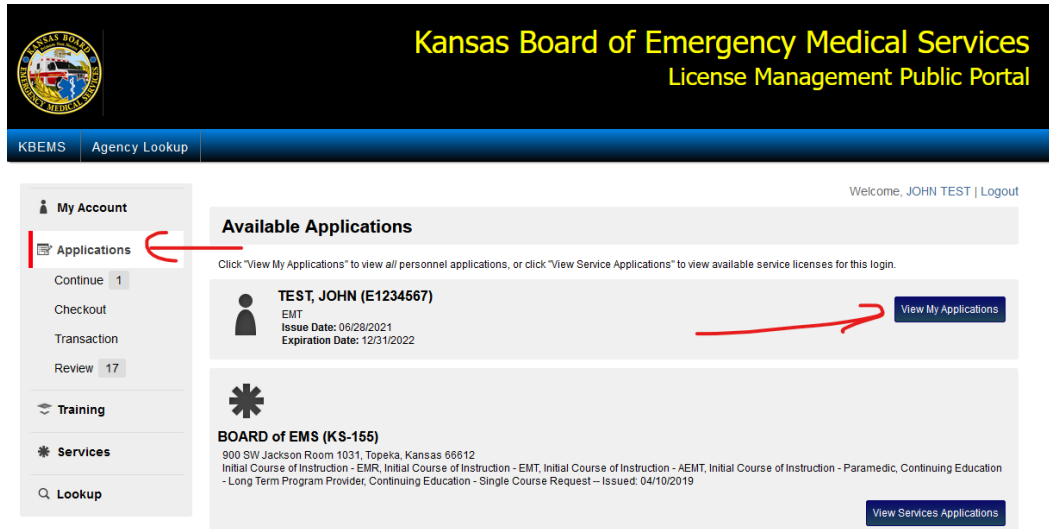 KANSAS BOARD
EMERGENCY MEDICAL SERVICES
Kansas Board of Emergency Medical Services
License Management Public Portal
KBEMS Agency Lookup
Welcome, JOHN TEST | Logout
My Account
Applications
Continue 1
Checkout
Transaction
Review 17
Training
Services
Lookup
Available Applications
Click "View My Applications" to view all personnel applications, or click "View Service Applications" to view available service licenses for this login.
TEST, JOHN (E1234567)
EMT
Issue Date: 06/28/2021
Expiration Date: 12/31/2022
View My Applications
BOARD of EMS (KS-155)
900 SW Jackson Room 1031, Topeka, Kansas 66612
Initial Course of Instruction - EMR, Initial Course of Instruction - EMT, Initial Course of Instruction - AEMT, Initial Course of Instruction - Paramedic, Continuing Education
- Long Term Program Provider, Continuing Education - Single Course Request -- Issued: 04/10/2019
View Services Applications